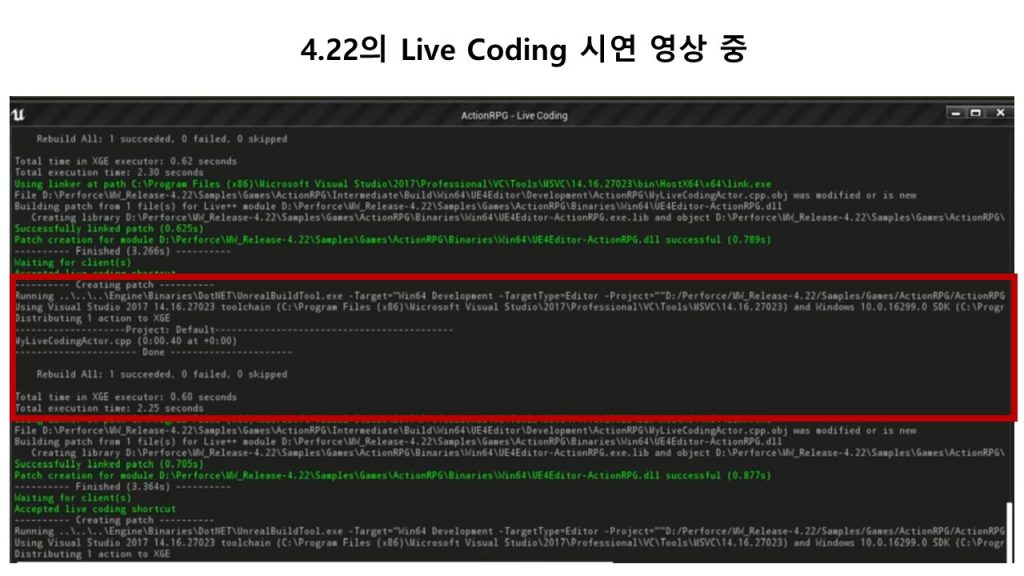 4.22의 Live Coding 시연 영상 중
ActionRPG - Live Coding
Rebuild All: 1 succeeded, 0 failed, 0 skipped
Total time in XGE executor: 0.62 seconds
Total execution time: 2.30 seconds
Using linker at path C:\Program Files (x86)\Microsoft Visual Studio\2017\Professional\VC\Tools\MSVC\14.16.27023\bin\HostX64\x64\link.exe
File D:\Perforce\WW_Release-4.22\Samples\Games\ActionRPG\Intermediate\Build\Win64\UE4Editor\Development\ActionRPG\MyLiveCodingActor.cpp.obj was modified or is new
Building patch from 1 file(s) for Live++ module D:\Perforce\WW_Release-4.22\Samples\Games\ActionRPG\Binaries\Win64\UE4Editor-ActionRPG.dll
Creating library D:\Perforce\WW_Release-4.22\Samples\Games\ActionRPG\Binaries\Win64\UE4Editor-ActionRPG.exe.lib and object D:\Perforce\WW_Release-4.22\Samples\Games\ActionRPG\
Successfully linked patch (0.625s)
Patch creation for module D:\Perforce\WW_Release-4.22\Samples\Games\ActionRPG\Binaries\Win64\UE4Editor-ActionRPG.dll successful (0.789s)
---------- Finished (3.266s) ----------
Waiting for client(s)
Accepted live coding shortcut
---------- Creating patch ----------
Running ..\..\..\Engine\Binaries\DotNET\UnrealBuildTool.exe -Target="Win64 Development -TargetType=Editor -Project=""D:/Perforce/WW_Release-4.22/Samples/Games/ActionRPG/ActionRPG
Using Visual Studio 2017 14.16.27023 toolchain (C:\Program Files (x86)\Microsoft Visual Studio\2017\Professional\VC\Tools\MSVC\14.16.27023) and Windows 10.0.16299.0 SDK (C:\Progr
Distributing 1 action to XGE
--------------------Project: Default-------------------------------------------
MyLiveCodingActor.cpp (0:00.40 at +0:00)
---------------------- Done ----------------------
Rebuild All: 1 succeeded, 0 failed, 0 skipped
Total time in XGE executor: 0.60 seconds
Total execution time: 2.25 seconds
File D:\Perforce\WW_Release-4.22\Samples\Games\ActionRPG\Intermediate\Build\Win64\UE4Editor\Development\ActionRPG\MyLiveCodingActor.cpp.obj was modified or is new
Building patch from 1 file(s) for Live++ module D:\Perforce\WW_Release-4.22\Samples\Games\ActionRPG\Binaries\Win64\UE4Editor-ActionRPG.dll
Creating library D:\Perforce\WW_Release-4.22\Samples\Games\ActionRPG\Binaries\Win64\UE4Editor-ActionRPG.exe.lib and object D:\Perforce\WW_Release-4.22\Samples\Games\ActionRPG\
Successfully linked patch (0.705s)
Patch creation for module D:\Perforce\WW_Release-4.22\Samples\Games\ActionRPG\Binaries\Win64\UE4Editor-ActionRPG.dll successful (0.877s)
---------- Finished (3.364s) ----------
Waiting for client(s)
Accepted live coding shortcut
---------- Creating patch ----------
Running ..\..\..\Engine\Binaries\DotNET\UnrealBuildTool.exe -Target="Win64 Development -TargetType=Editor -Project=""D:/Perforce/WW_Release-4.22/Samples/Games/ActionRPG/ActionRPG
Using Visual Studio 2017 14.16.27023 toolchain (C:\Program Files (x86)\Microsoft Visual Studio\2017\Professional\VC\Tools\MSVC\14.16.27023) and Windows 10.0.16299.0 SDK (C:\Progr
Distributing 1 action to XGE